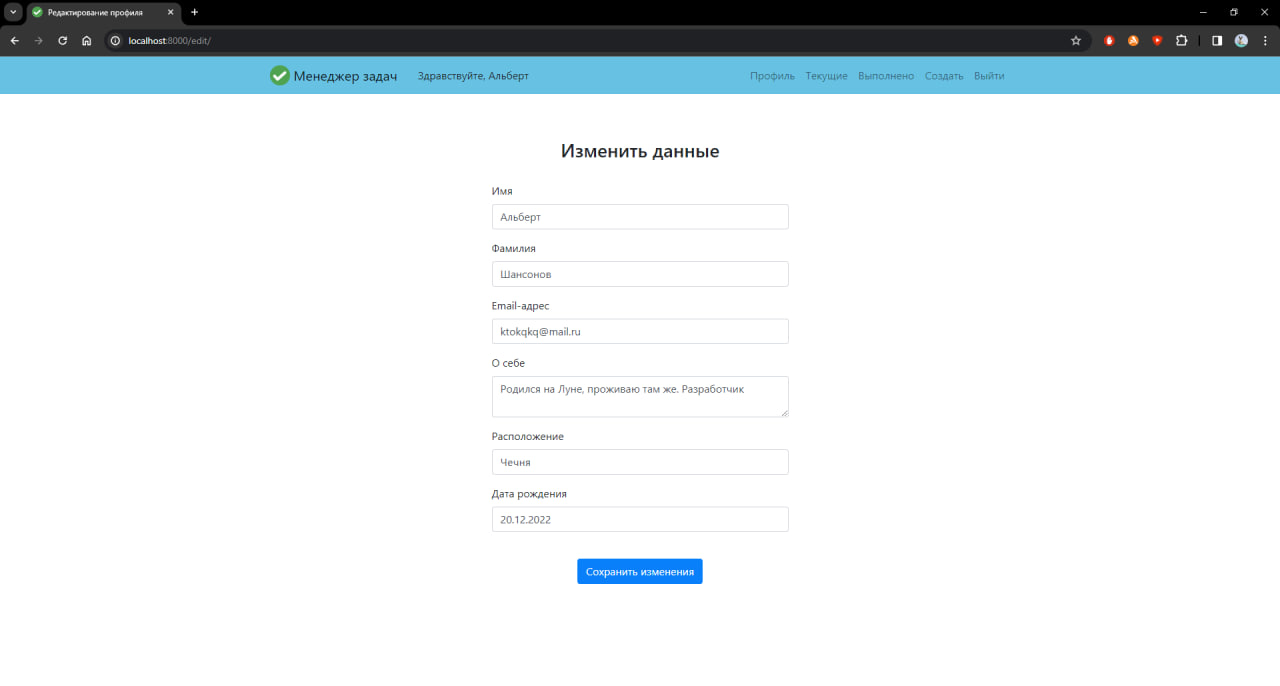 Редактирование профиля
localhost:8000/edit/
Менеджер задач Здравствуйте, Альберт Профиль Текущие Выполнено Создать Выйти
Изменить данные
Имя
Альберт
Фамилия
Шансонов
Email-адрес
ktokqkq@mail.ru
О себе
Родился на Луне, проживаю там же. Разработчик
Расположение
Чечня
Дата рождения
20.12.2022
Сохранить изменения